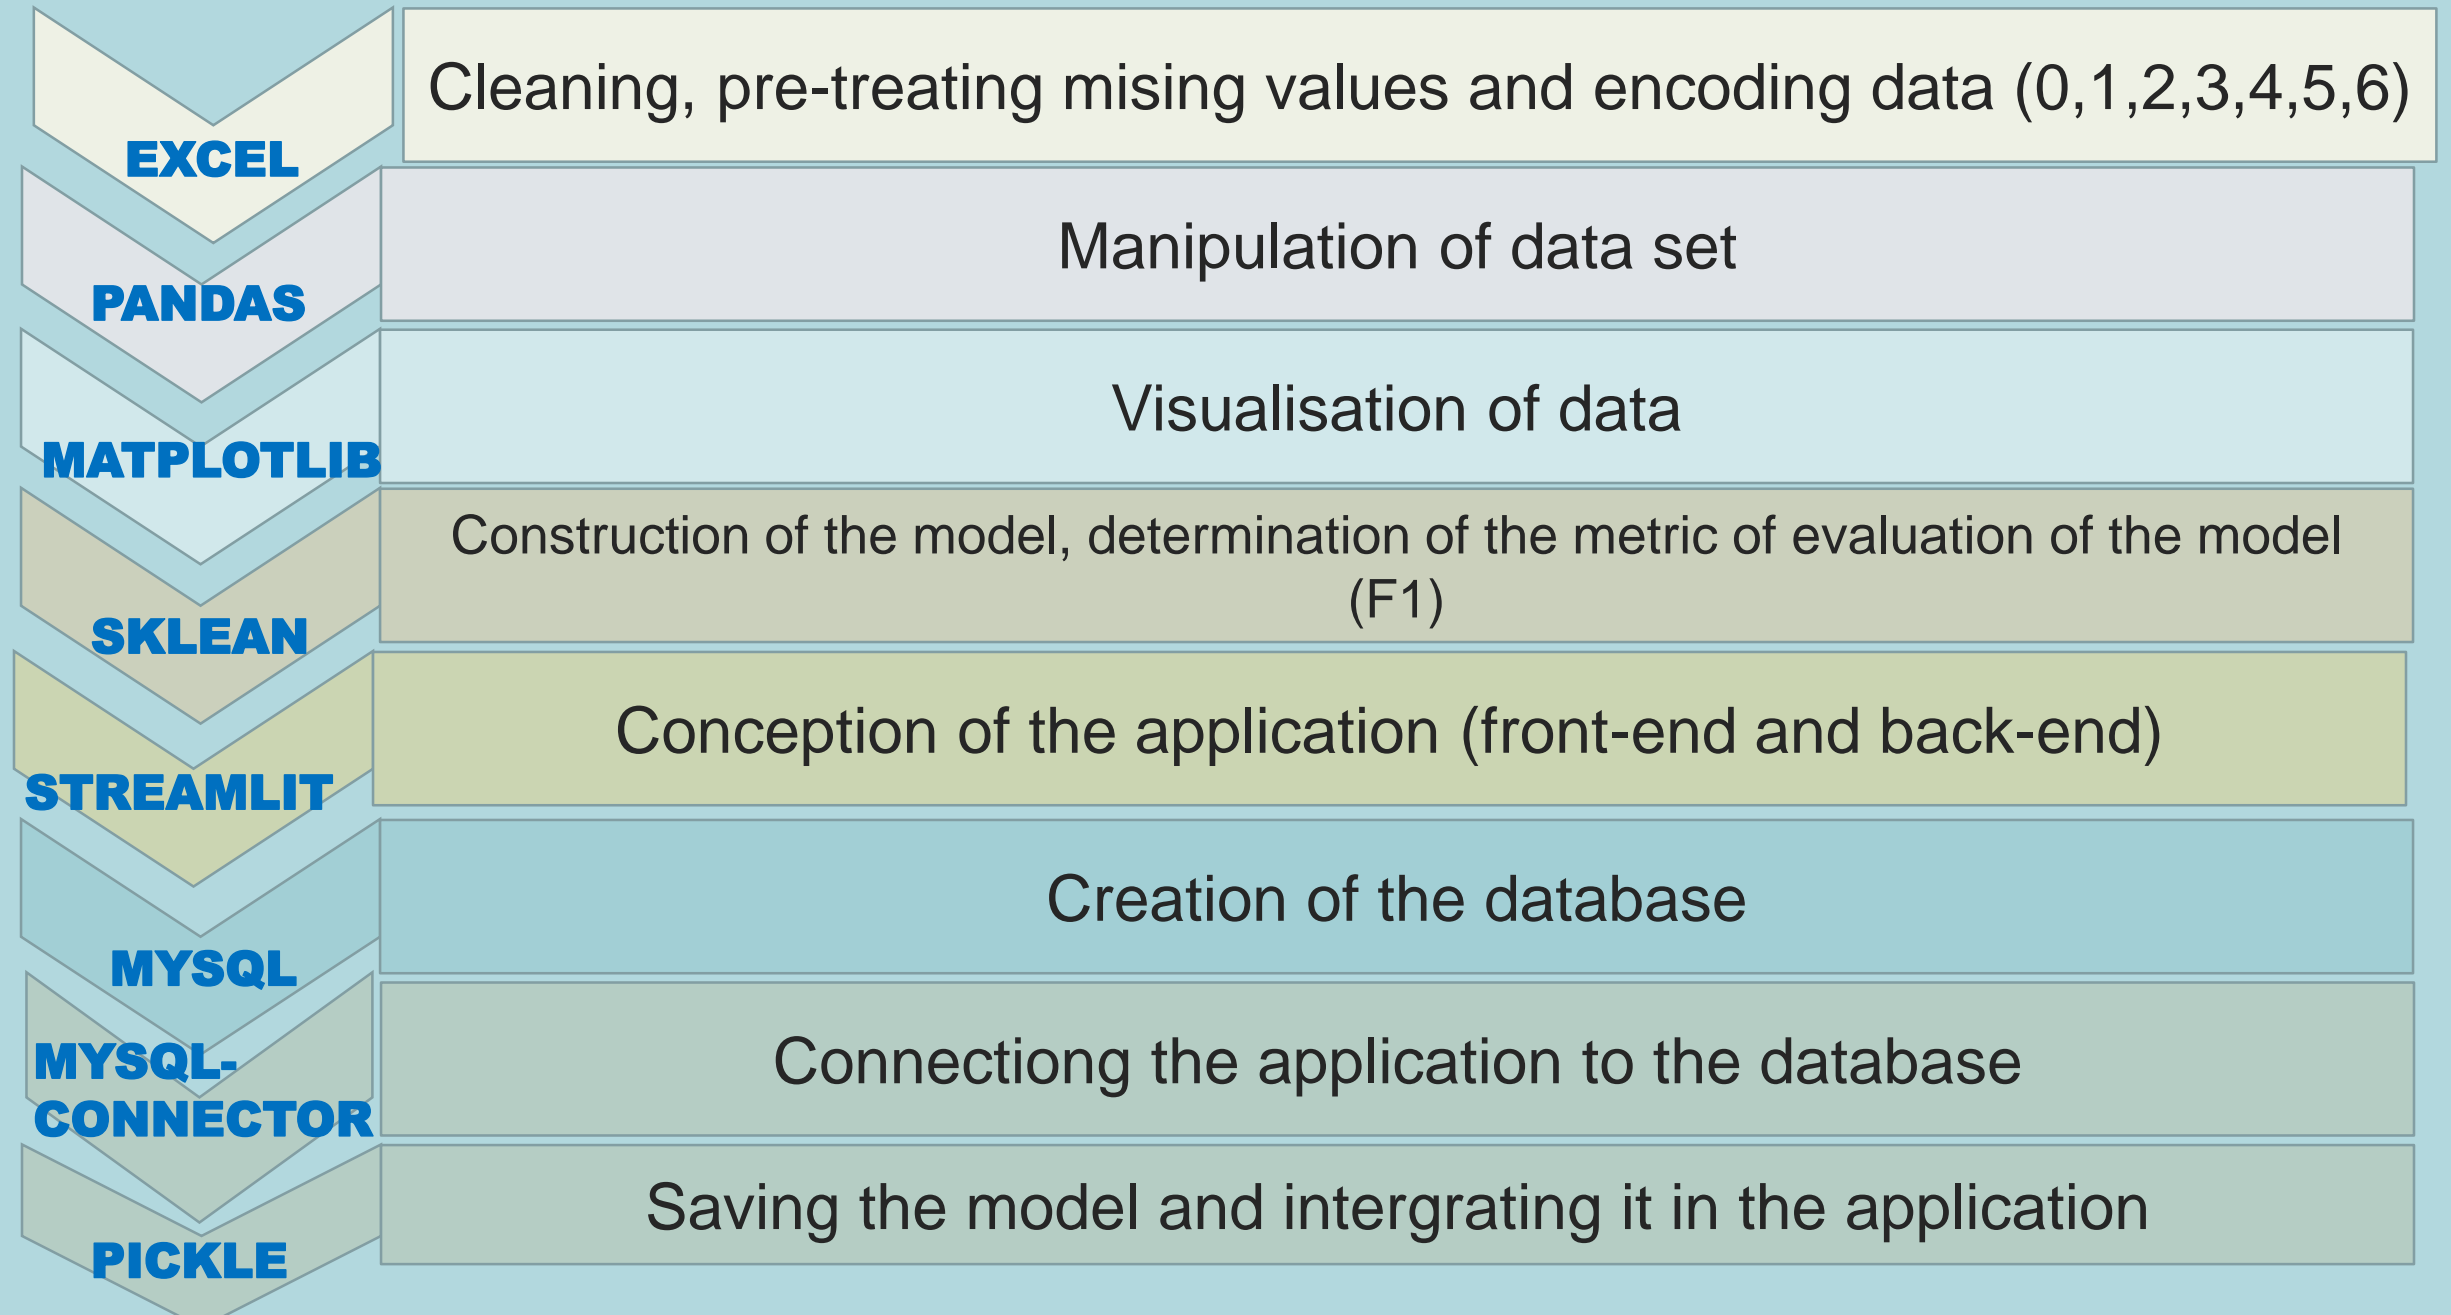 Cleaning, pre-treating mising values and encoding data (0,1,2,3,4,5,6)
EXCEL
Manipulation of data set
PANDAS
Visualisation of data
MATPLOTLIB
Construction of the model, determination of the metric of evaluation of the model
(F1)
SKLEAN
Conception of the application (front-end and back-end)
STREAMLIT
Creation of the database
MYSQL
Connectiong the application to the database
MYSQL-
CONNECTOR
Saving the model and intergrating it in the application
PICKLE